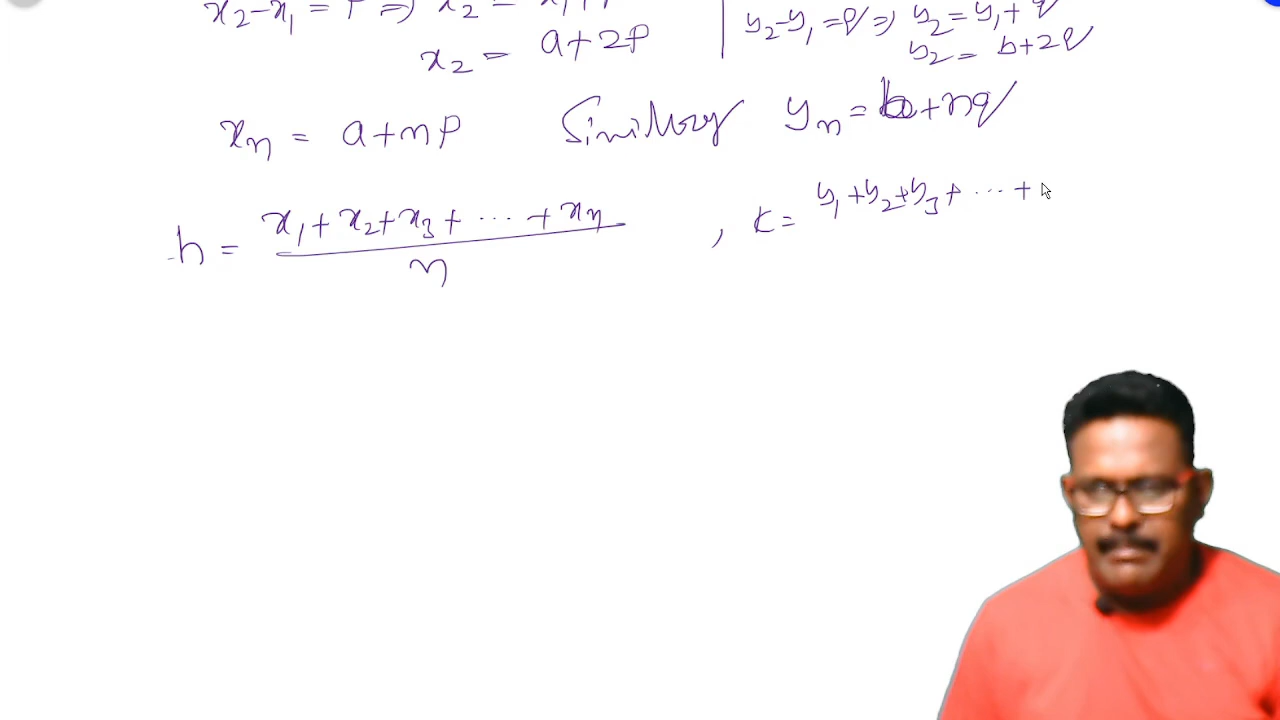 x₂-x₁ = P ⇒ x₂ = x₁+P | y₂-y₁ = q ⇒ y₂ = y₁+q
x₂ = a+2P | y₂ = b+2q
xₙ = a+nP Similary yₙ = b+nq
h = (x₁+x₂+x₃+ ... +xₙ)/n , k = y₁+y₂+y₃+ ... +